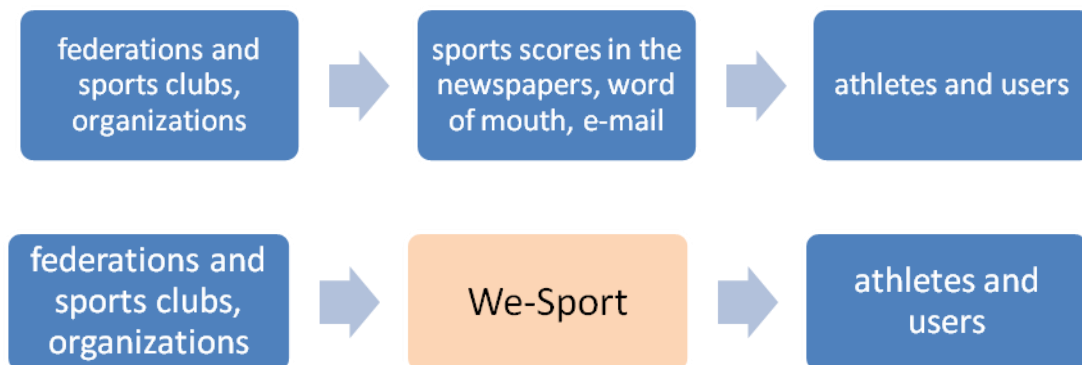 federations and
sports clubs,
organizations
sports scores in the
newspapers, word
of mouth, e-mail
athletes and users
federations and
sports clubs,
organizations
We-Sport
athletes and
users